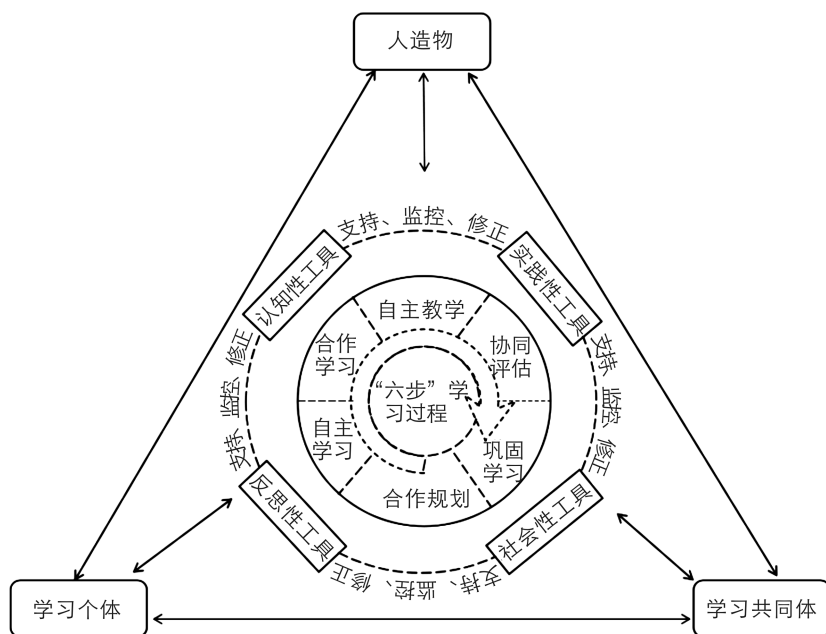 人造物
支持、监控、修正
认知性工具
实践性工具
自主教学
合作
学习
协同
评估
支持、监控、修正
支持、监控、修正
“六步”学
习过程
自主
学习
巩固
学习
合作规划
反思性工具
社会性工具
支持、监控、修正
学习个体
学习共同体